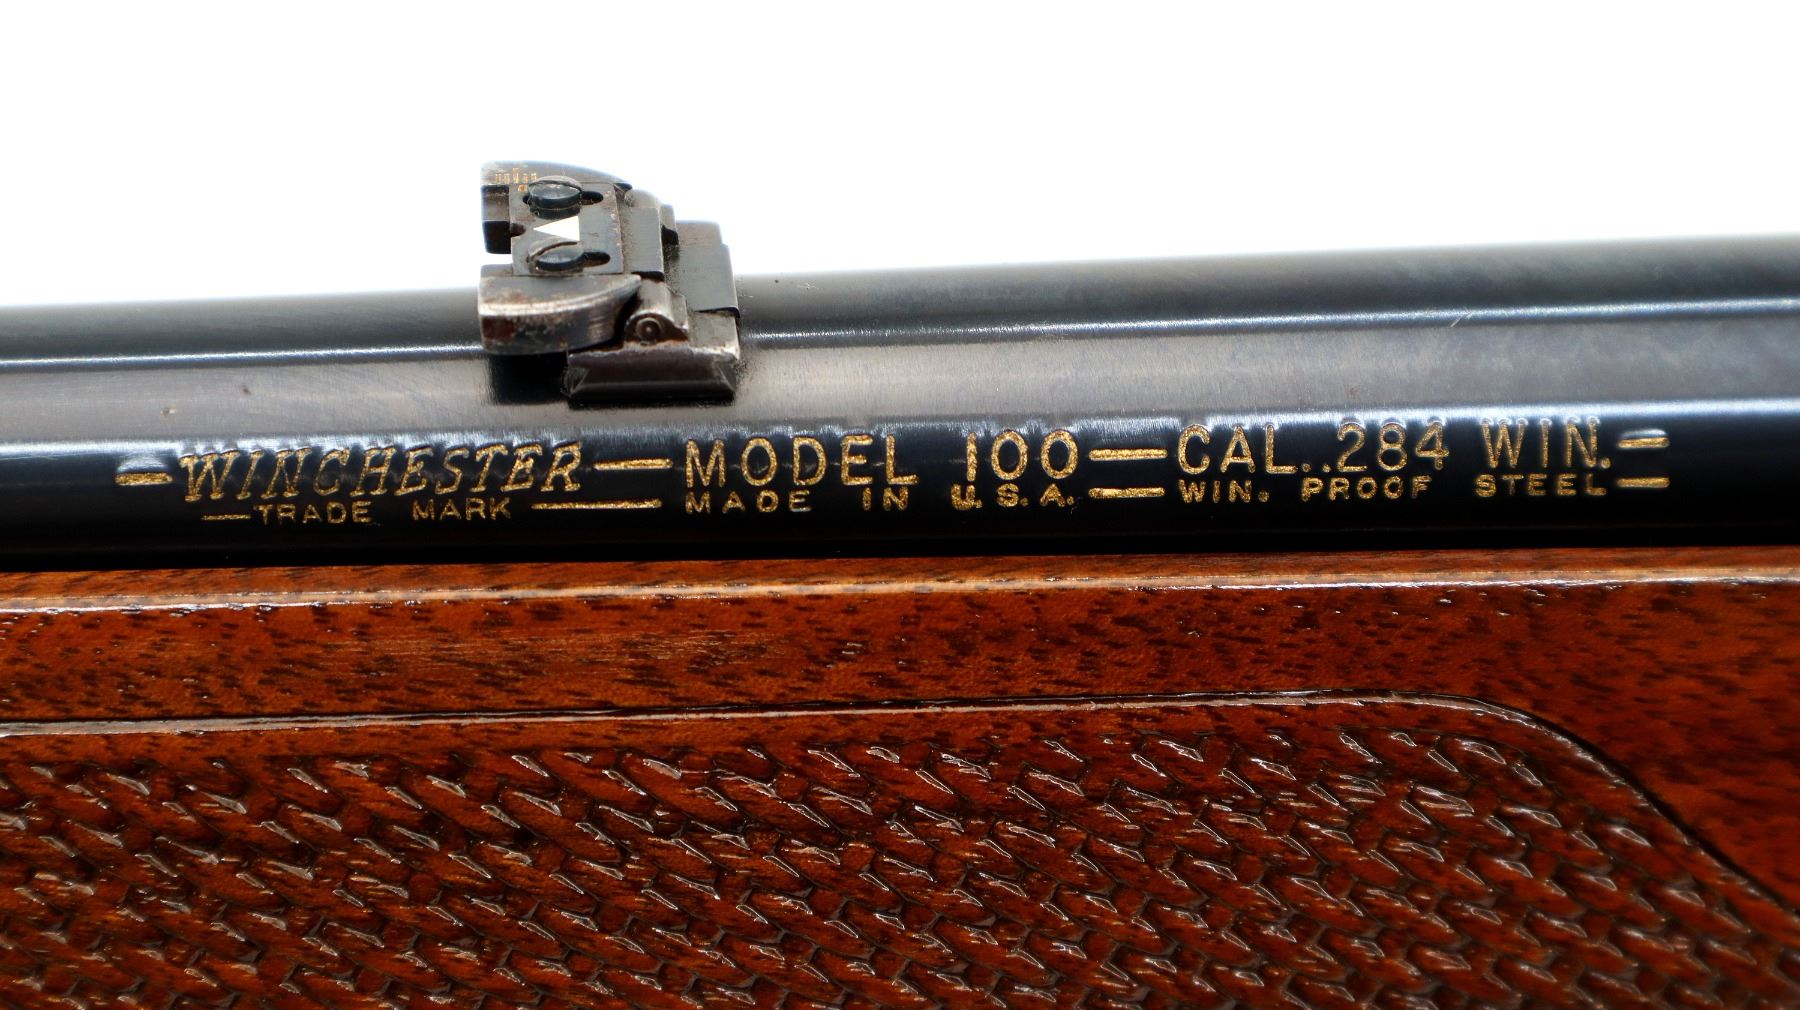 WINCHESTER — MODEL 100 — CAL..284 WIN.
— TRADE MARK — MADE IN U.S.A. — WIN. PROOF STEEL —